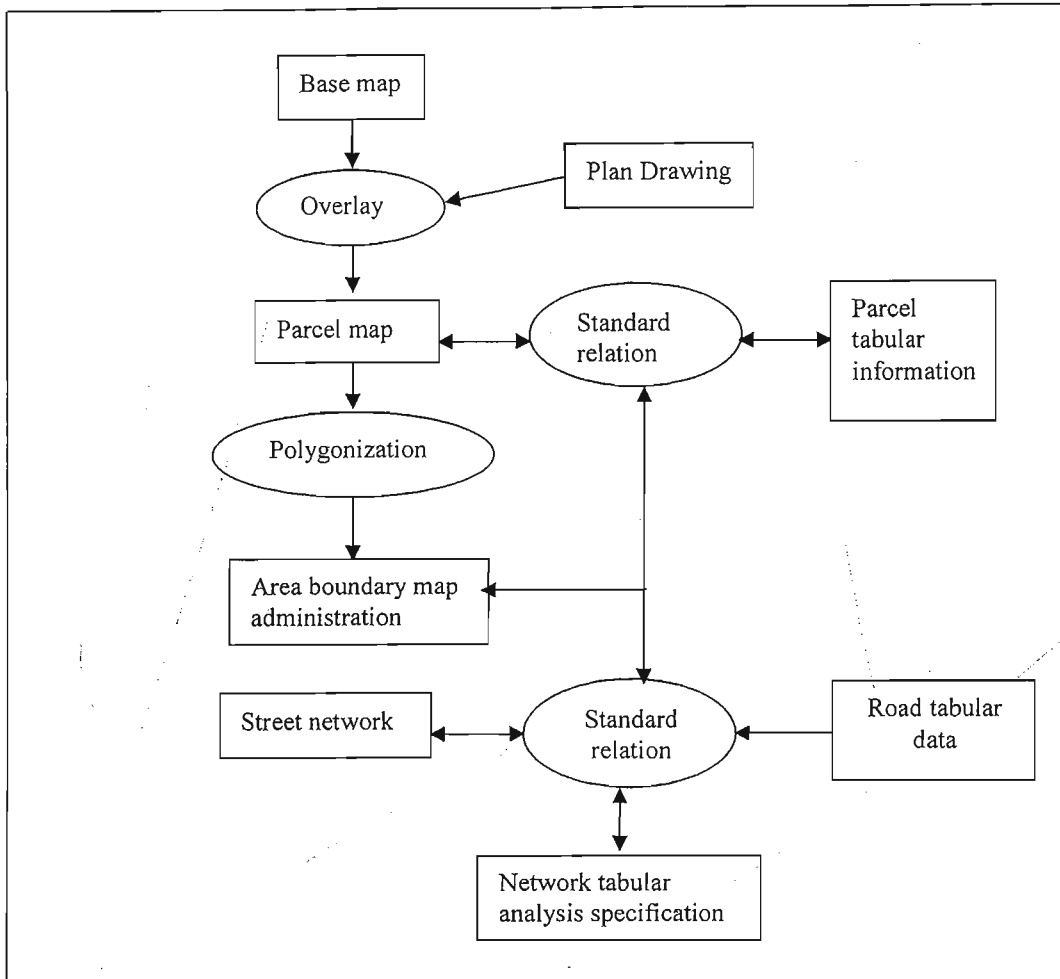 Base map
Plan Drawing
Overlay
Parcel map
Standard
relation
Parcel
tabular
information
Polygonization
Area boundary map
administration
Street network
Standard
relation
Road tabular
data
Network tabular
analysis specification